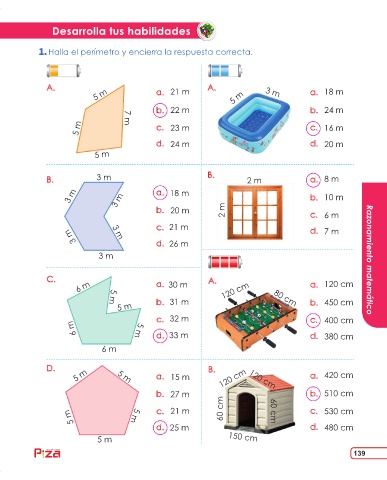 Desarrolla tus habilidades
1. Halla el perímetro y encierra la respuesta correcta.
A.
5 m
7 m
5 m
5 m
a. 21 m
b. 22 m
c. 23 m
d. 24 m
B.
3 m
3 m
3 m
3 m
3 m
3 m
a. 18 m
b. 20 m
c. 21 m
d. 26 m
C.
6 m
5 m
5 m
5 m
6 m
6 m
a. 30 m
b. 31 m
c. 32 m
d. 33 m
D.
5 m
5 m
5 m
5 m
5 m
a. 15 m
b. 27 m
c. 21 m
d. 25 m
A.
5 m
3 m
a. 18 m
b. 24 m
c. 16 m
d. 20 m
B.
2 m
2 m
a. 8 m
b. 10 m
c. 6 m
d. 7 m
A.
120 cm
80 cm
a. 120 cm
b. 450 cm
c. 400 cm
d. 380 cm
B.
120 cm
120 cm
60 cm
60 cm
150 cm
a. 420 cm
b. 510 cm
c. 530 cm
d. 480 cm
Razonamiento matemático
139